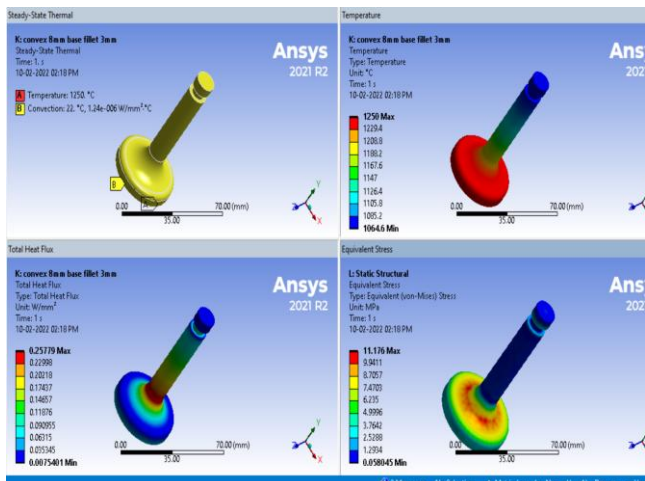 Steady-State Thermal
K: convex 8mm base fillet 3mm
Steady-State Thermal
Time: 1. s
10-02-2022 02:18 PM
A Temperature: 1250. °C
B Convection: 22. °C, 1.24e-006 W/mm²·°C
Ansys
2021 R2
B
A
0.00
70.00 (mm)
35.00
Y
Z
X
Temperature
K: convex 8mm base fillet 3mm
Temperature
Type: Temperature
Unit: °C
Time: 1 s
10-02-2022 02:18 PM
1250 Max
1229.4
1208.8
1188.2
1167.6
1147
1126.4
1105.8
1085.2
1064.6 Min
Ansys
2021 R2
0.00
70.00 (mm)
35.00
Total Heat Flux
K: convex 8mm base fillet 3mm
Total Heat Flux
Type: Total Heat Flux
Unit: W/mm²
Time: 1 s
10-02-2022 02:18 PM
0.25779 Max
0.22998
0.20218
0.17437
0.14657
0.11876
0.090955
0.06315
0.035345
0.0075401 Min
Ansys
2021 R2
0.00
70.00 (mm)
35.00
Y
Z
X
Equivalent Stress
L: Static Structural
Equivalent Stress
Type: Equivalent (von-Mises) Stress
Unit: MPa
Time: 1 s
10-02-2022 02:18 PM
11.176 Max
9.9411
8.7057
7.4703
6.235
4.9996
3.7642
2.5288
1.2934
0.058045 Min
Ansys
2021 R2
0.00
70.00 (mm)
35.00